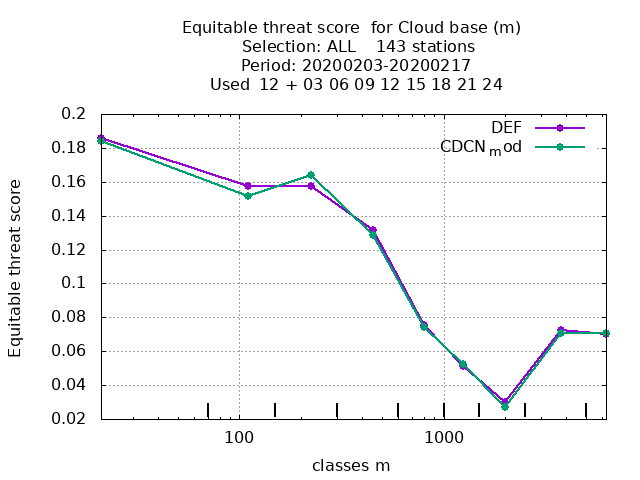 Equitable threat score for Cloud base (m)
Selection: ALL 143 stations
Period: 20200203-20200217
Used 12 + 03 06 09 12 15 18 21 24
DEF
CDCN_mod
Equitable threat score
0.2
0.18
0.16
0.14
0.12
0.1
0.08
0.06
0.04
0.02
100 1000
classes m